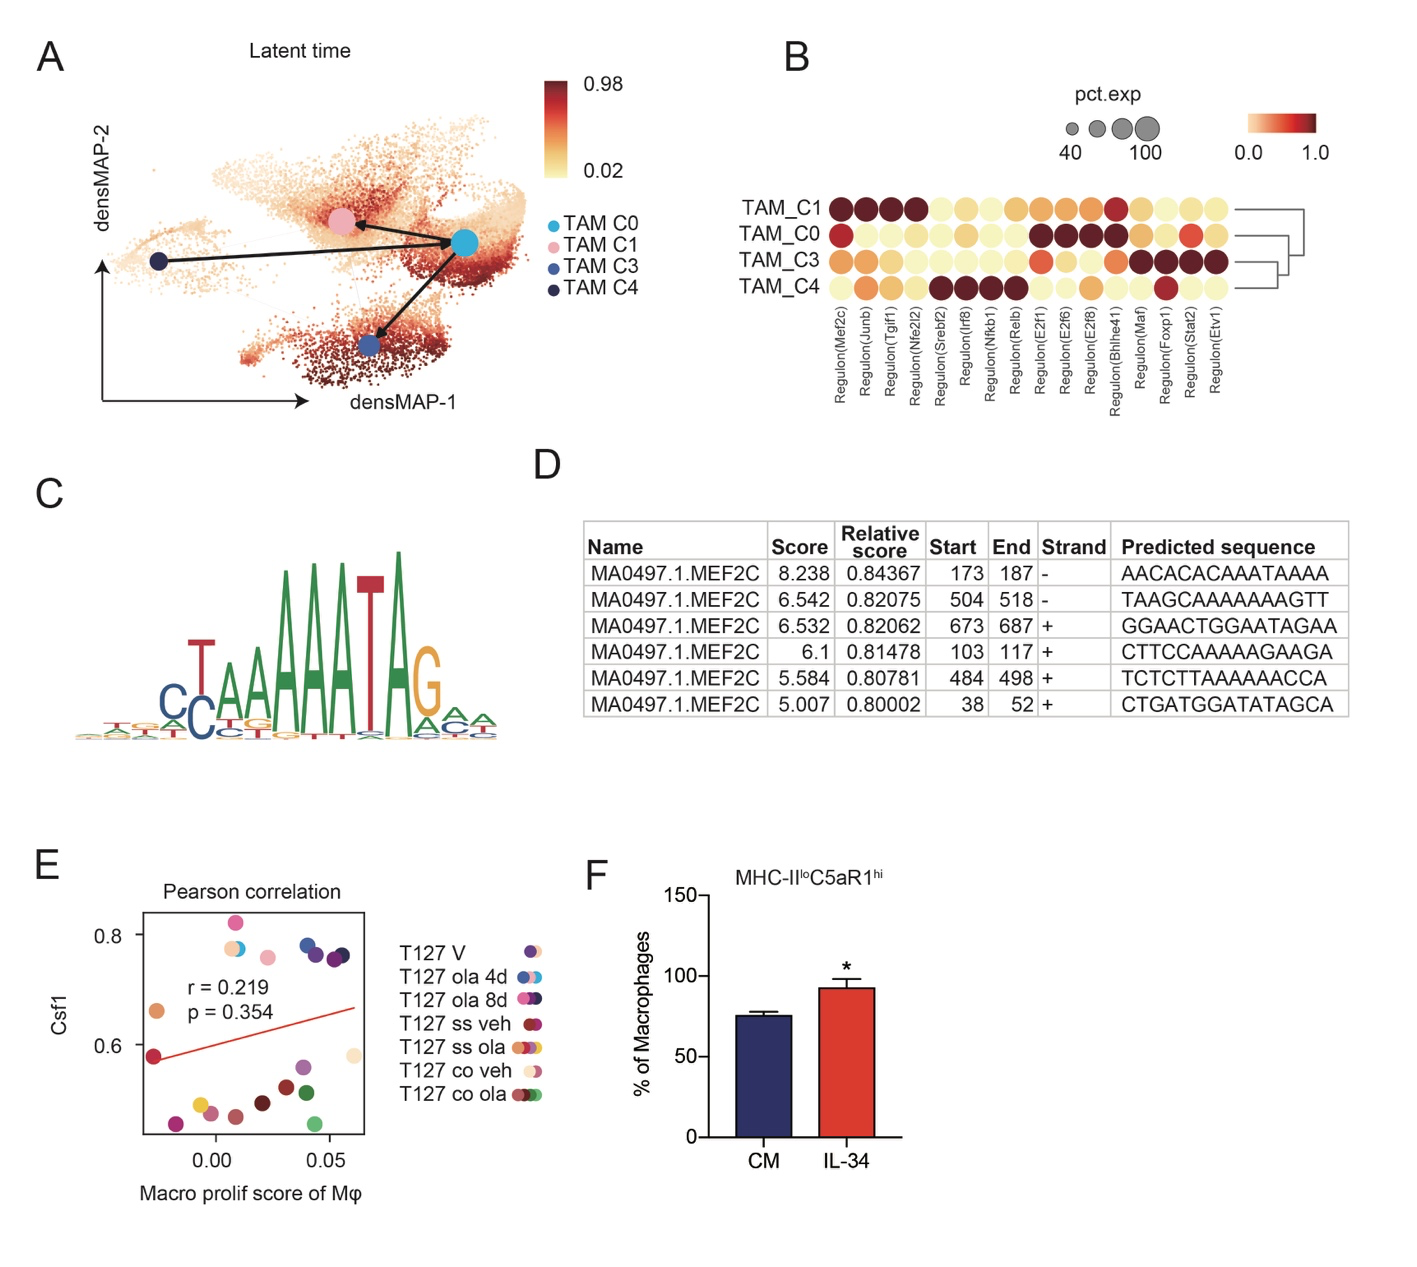 A
Latent time
densMAP-2
densMAP-1
0.98
0.02
TAM C0
TAM C1
TAM C3
TAM C4
B
pct.exp
40 100
0.0 1.0
TAM_C1
TAM_C0
TAM_C3
TAM_C4
Regulon(Mef2c)
Regulon(Junb)
Regulon(Tgif1)
Regulon(Nfe2l2)
Regulon(Srebf2)
Regulon(Irf8)
Regulon(Nfkb1)
Regulon(Relb)
Regulon(E2f1)
Regulon(E2f6)
Regulon(E2f8)
Regulon(Bhlhe41)
Regulon(Maf)
Regulon(Foxp1)
Regulon(Stat2)
Regulon(Etv1)
C
D
Name Score Relative score Start End Strand Predicted sequence
MA0497.1.MEF2C 8.238 0.84367 173 187 - AACACACAAATAAAA
MA0497.1.MEF2C 6.542 0.82075 504 518 - TAAGCAAAAAAAGTT
MA0497.1.MEF2C 6.532 0.82062 673 687 + GGAACTGGAATAGAA
MA0497.1.MEF2C 6.1 0.81478 103 117 + CTTCCAAAAAGAAGA
MA0497.1.MEF2C 5.584 0.80781 484 498 + TCTCTTAAAAAACCA
MA0497.1.MEF2C 5.007 0.80002 38 52 + CTGATGGATATAGCA
E
Pearson correlation
Csf1
0.8
0.6
r = 0.219
p = 0.354
0.00 0.05
Macro prolif score of Mφ
T127 V
T127 ola 4d
T127 ola 8d
T127 ss veh
T127 ss ola
T127 co veh
T127 co ola
F
MHC-IIloC5aR1hi
% of Macrophages
150
100
50
0
*
CM IL-34